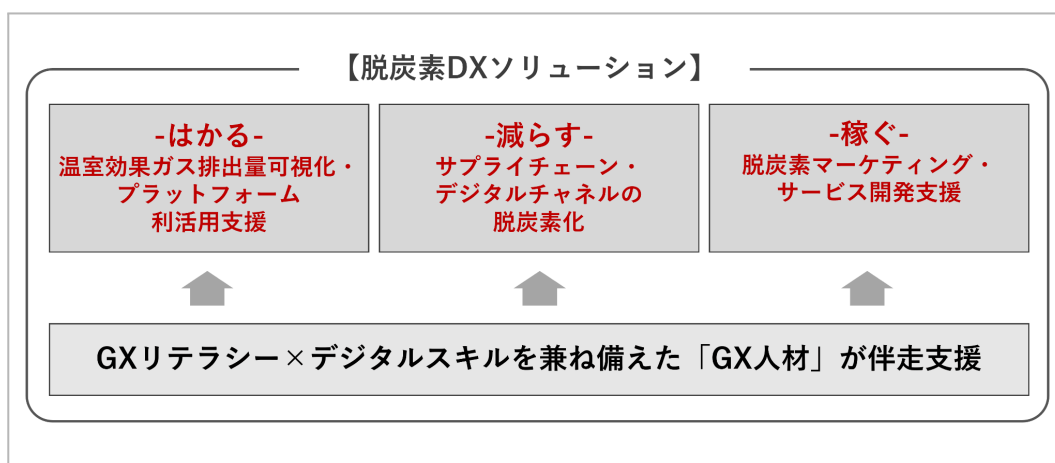 【脱炭素DXソリューション】
-はかる-
温室効果ガス排出量可視化・
プラットフォーム
利活用支援
-減らす-
サプライチェーン・
デジタルチャネルの
脱炭素化
-稼ぐ-
脱炭素マーケティング・
サービス開発支援
GXリテラシー×デジタルスキルを兼ね備えた「GX人材」が伴走支援